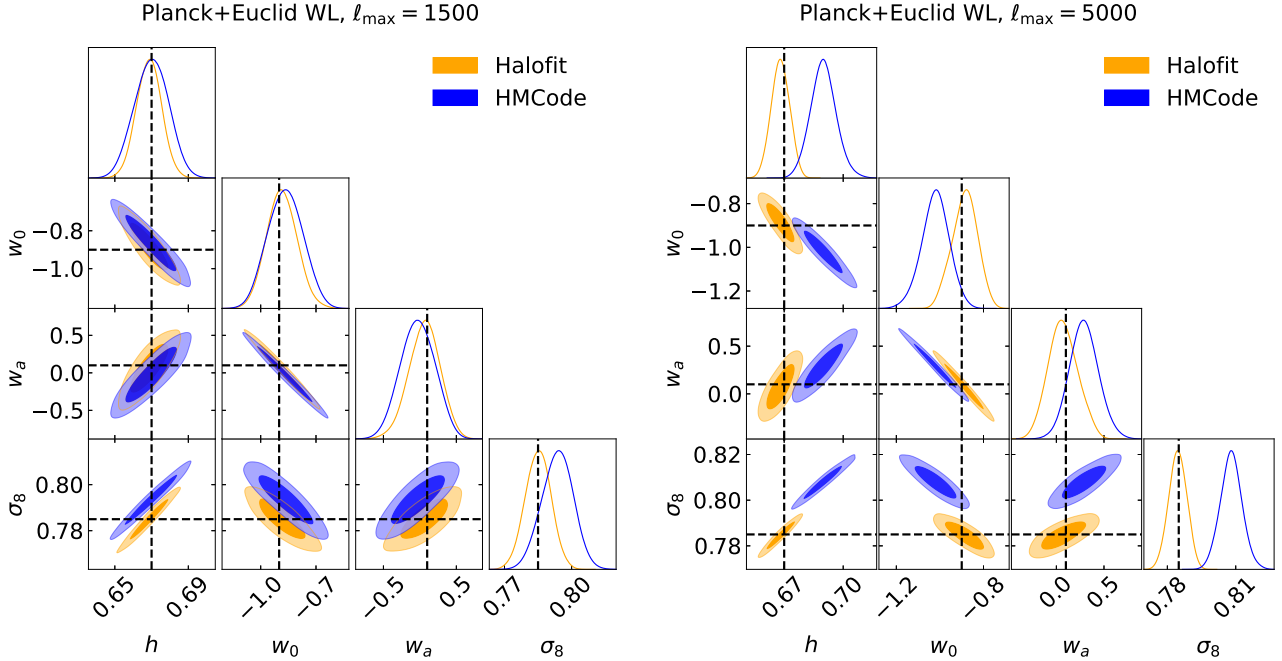 Planck+Euclid WL, ℓmax = 1500
Halofit
HMCode
w0
−0.8
−1.0
wa
0.5
0.0
−0.5
σ8
0.80
0.78
0.65
0.69
−1.0
−0.7
−0.5
0.5
0.77
0.80
h
w0
wa
σ8
Planck+Euclid WL, ℓmax = 5000
Halofit
HMCode
w0
−0.8
−1.0
−1.2
wa
0.5
0.0
σ8
0.82
0.80
0.78
0.67
0.70
−1.2
−0.8
0.0
0.5
0.78
0.81
h
w0
wa
σ8